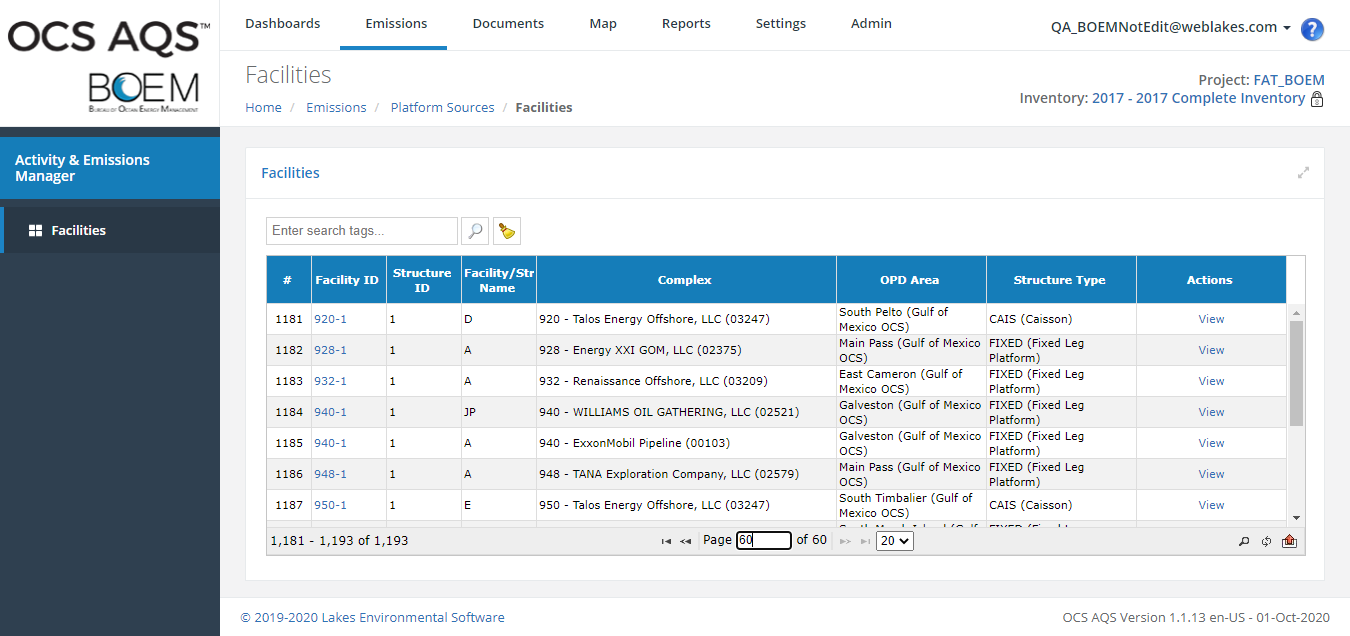 OCS AQS™
BOEM
BUREAU OF OCEAN ENERGY MANAGEMENT
Dashboards Emissions Documents Map Reports Settings Admin
QA_BOEMNotEdit@weblakes.com ?
Facilities
Home / Emissions / Platform Sources / Facilities
Project: FAT_BOEM
Inventory: 2017 - 2017 Complete Inventory
Activity & Emissions
Manager
Facilities
Facilities
Enter search tags...
# Facility ID Structure ID Facility/Str Name Complex OPD Area Structure Type Actions
1181 920-1 1 D 920 - Talos Energy Offshore, LLC (03247) South Pelto (Gulf of Mexico OCS) CAIS (Caisson) View
1182 928-1 1 A 928 - Energy XXI GOM, LLC (02375) Main Pass (Gulf of Mexico OCS) FIXED (Fixed Leg Platform) View
1183 932-1 1 A 932 - Renaissance Offshore, LLC (03209) East Cameron (Gulf of Mexico OCS) FIXED (Fixed Leg Platform) View
1184 940-1 1 JP 940 - WILLIAMS OIL GATHERING, LLC (02521) Galveston (Gulf of Mexico OCS) FIXED (Fixed Leg Platform) View
1185 940-1 1 A 940 - ExxonMobil Pipeline (00103) Galveston (Gulf of Mexico OCS) FIXED (Fixed Leg Platform) View
1186 948-1 1 A 948 - TANA Exploration Company, LLC (02579) Main Pass (Gulf of Mexico OCS) FIXED (Fixed Leg Platform) View
1187 950-1 1 E 950 - Talos Energy Offshore, LLC (03247) South Timbalier (Gulf of Mexico OCS) CAIS (Caisson) View
1,181 - 1,193 of 1,193 Page 60 of 60 20
© 2019-2020 Lakes Environmental Software
OCS AQS Version 1.1.13 en-US - 01-Oct-2020